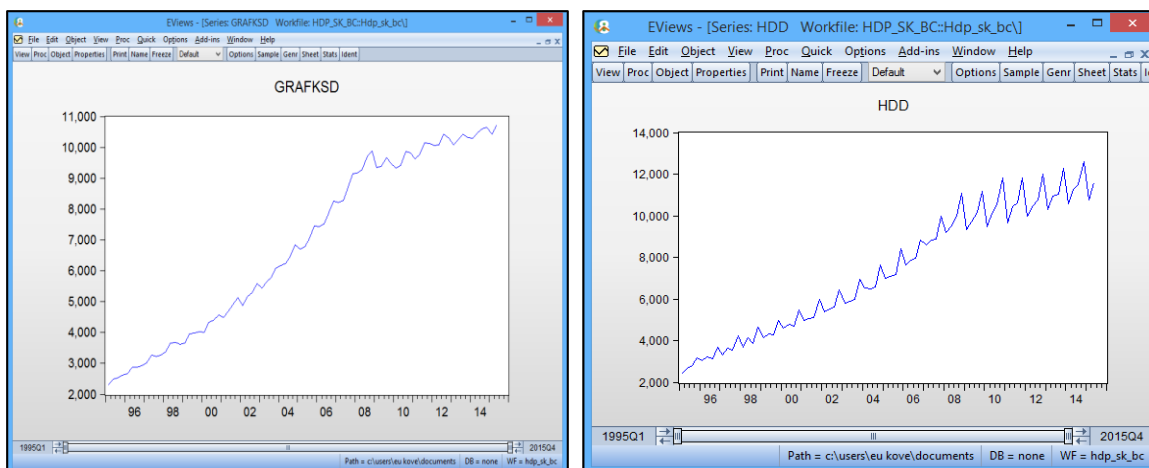 EViews - [Series: GRAFKSD Workfile: HDP_SK_BC::Hdp_sk_bc\]
File Edit Object View Proc Quick Options Add-ins Window Help
View Proc Object Properties Print Name Freeze Default Options Sample Genr Sheet Stats Ident
GRAFKSD
11,000
10,000
9,000
8,000
7,000
6,000
5,000
4,000
3,000
2,000
96 98 00 02 04 06 08 10 12 14
1995Q1 2015Q4
Path = c:\users\eu kove\documents DB = none WF = hdp_sk_bc
EViews - [Series: HDD Workfile: HDP_SK_BC::Hdp_sk_bc\]
File Edit Object View Proc Quick Options Add-ins Window Help
View Proc Object Properties Print Name Freeze Default Options Sample Genr Sheet Stats
HDD
14,000
12,000
10,000
8,000
6,000
4,000
2,000
96 98 00 02 04 06 08 10 12 14
1995Q1 2015Q4
Path = c:\users\eu kove\documents DB = none WF = hdp_sk_bc